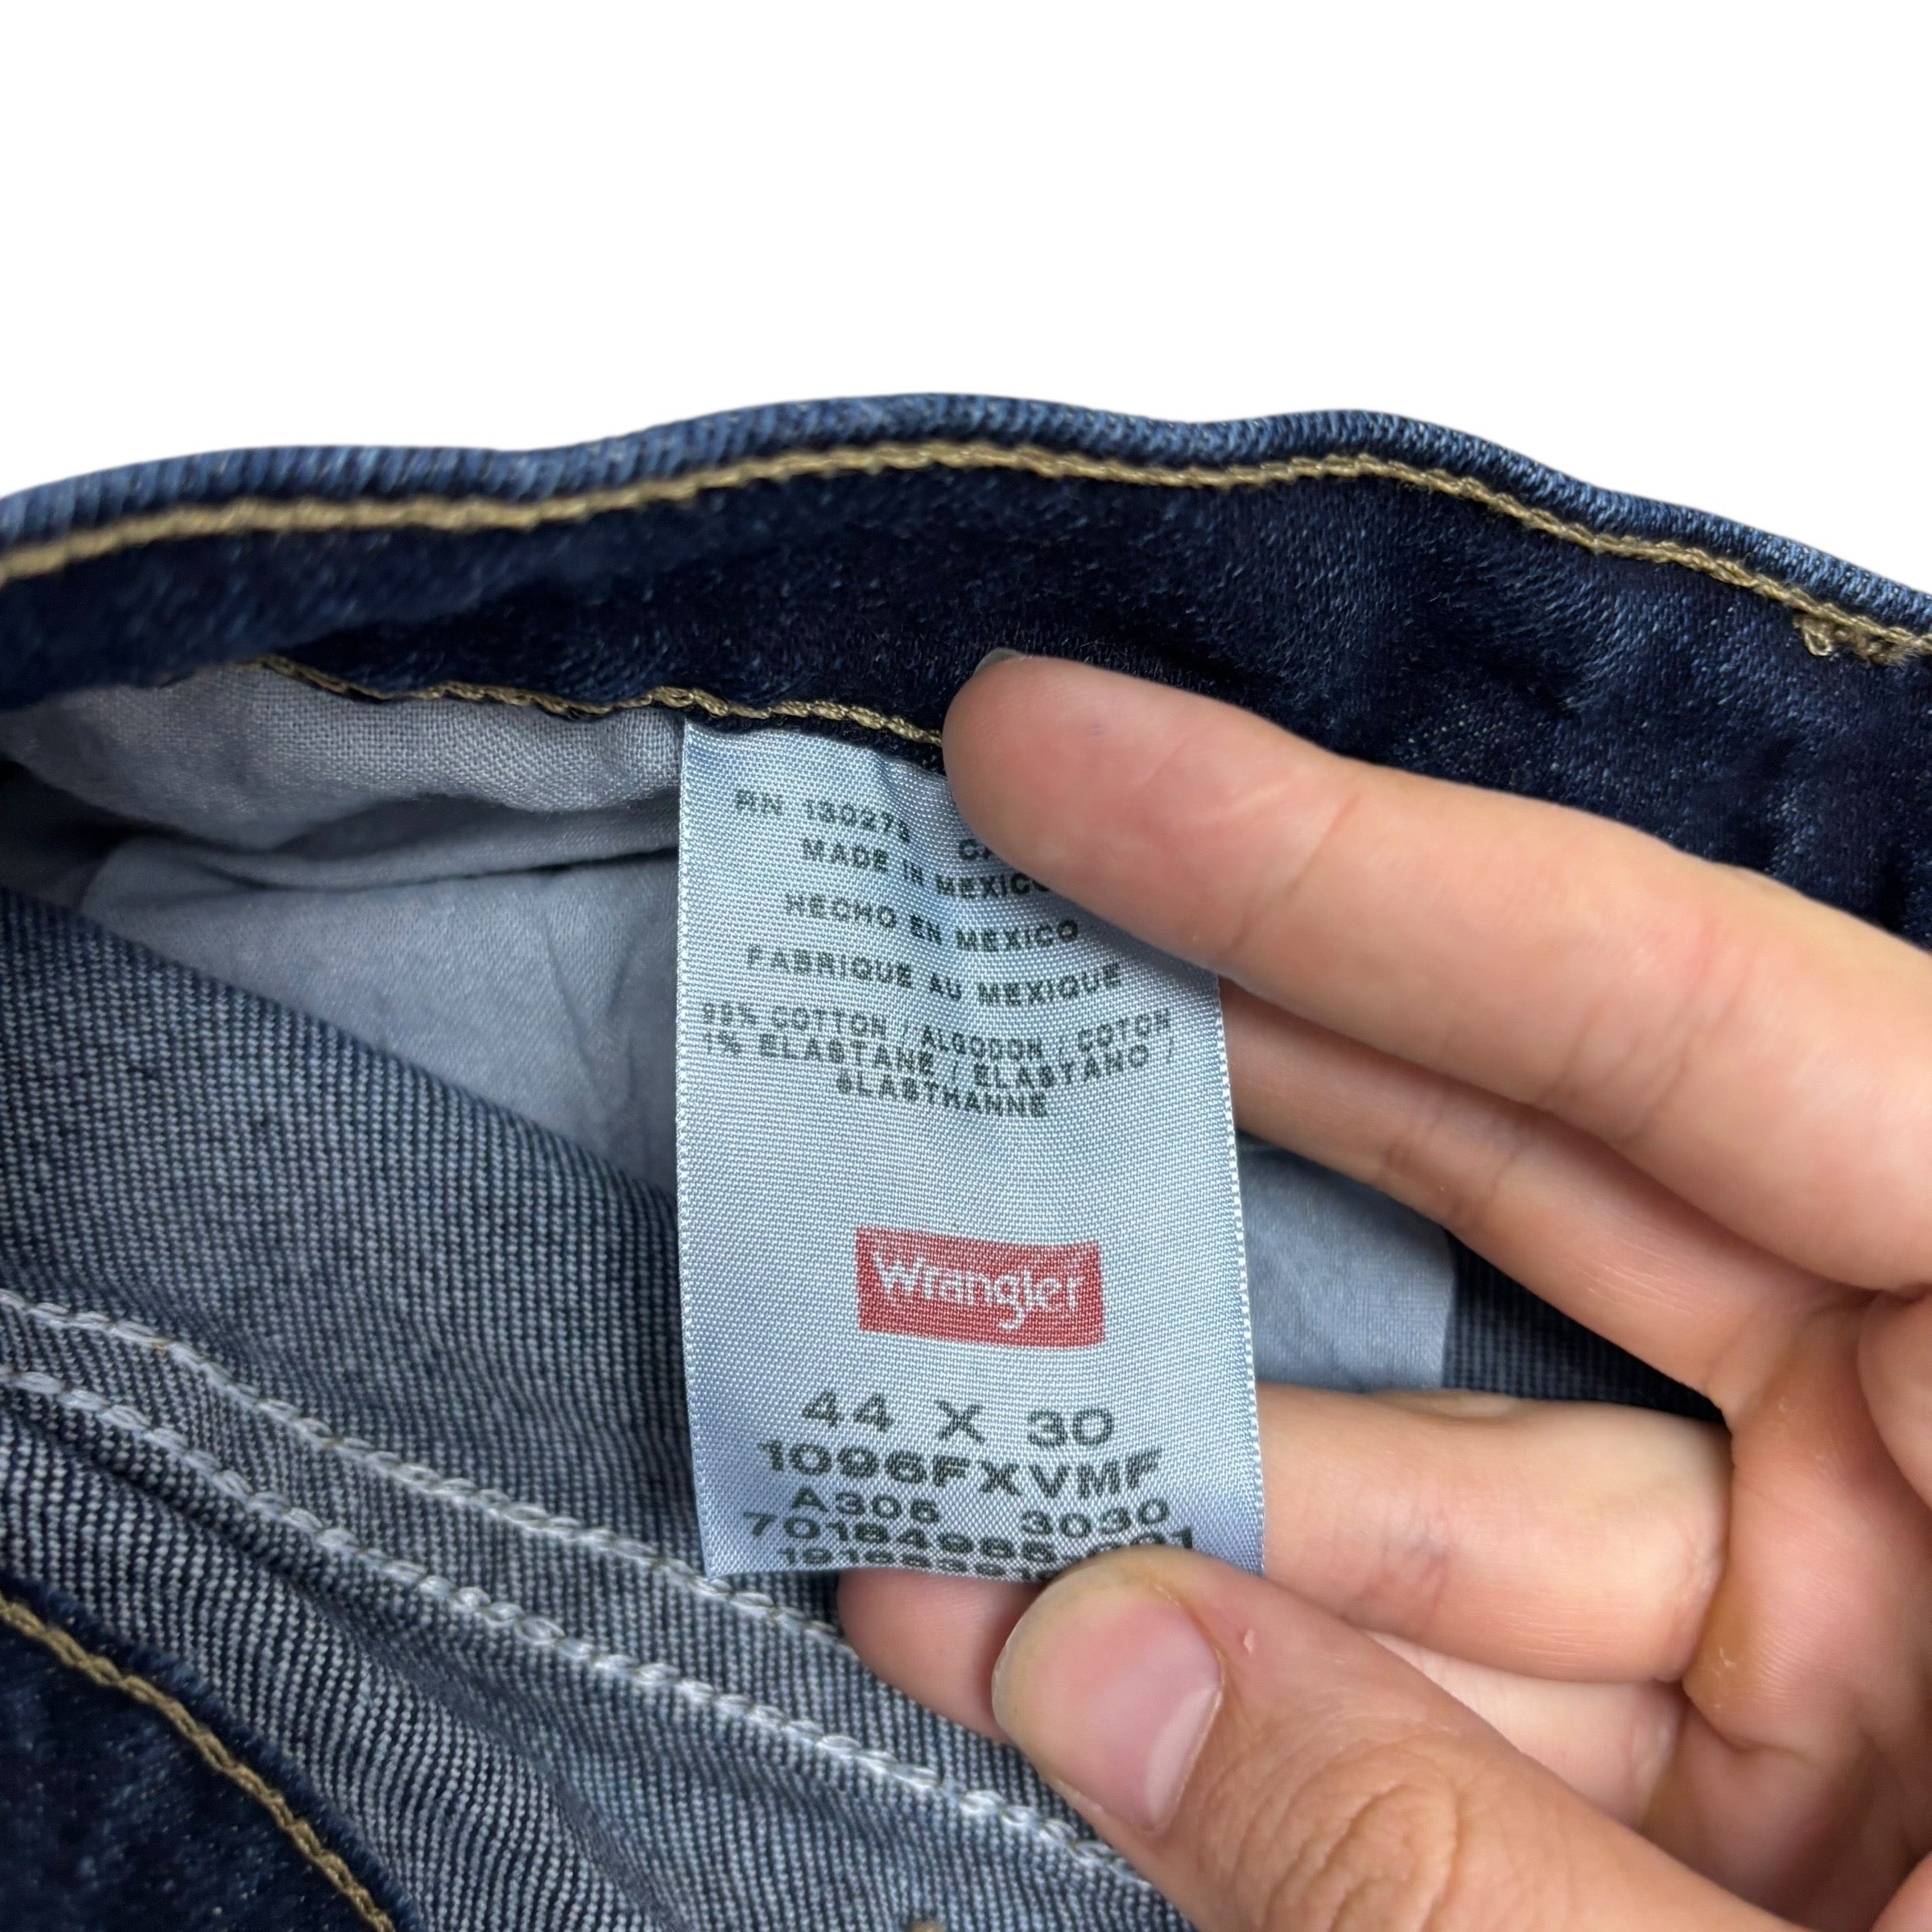 RN 130273
MADE IN MEXICO
HECHO EN MEXICO
FABRIQUE AU MEXIQUE
COTTON / ALGODON / COTON
1% ELASTANE / ELASTANO /
ELASTHANNE
Wrangler
44 X 30
1096FXVMF
A305 3030